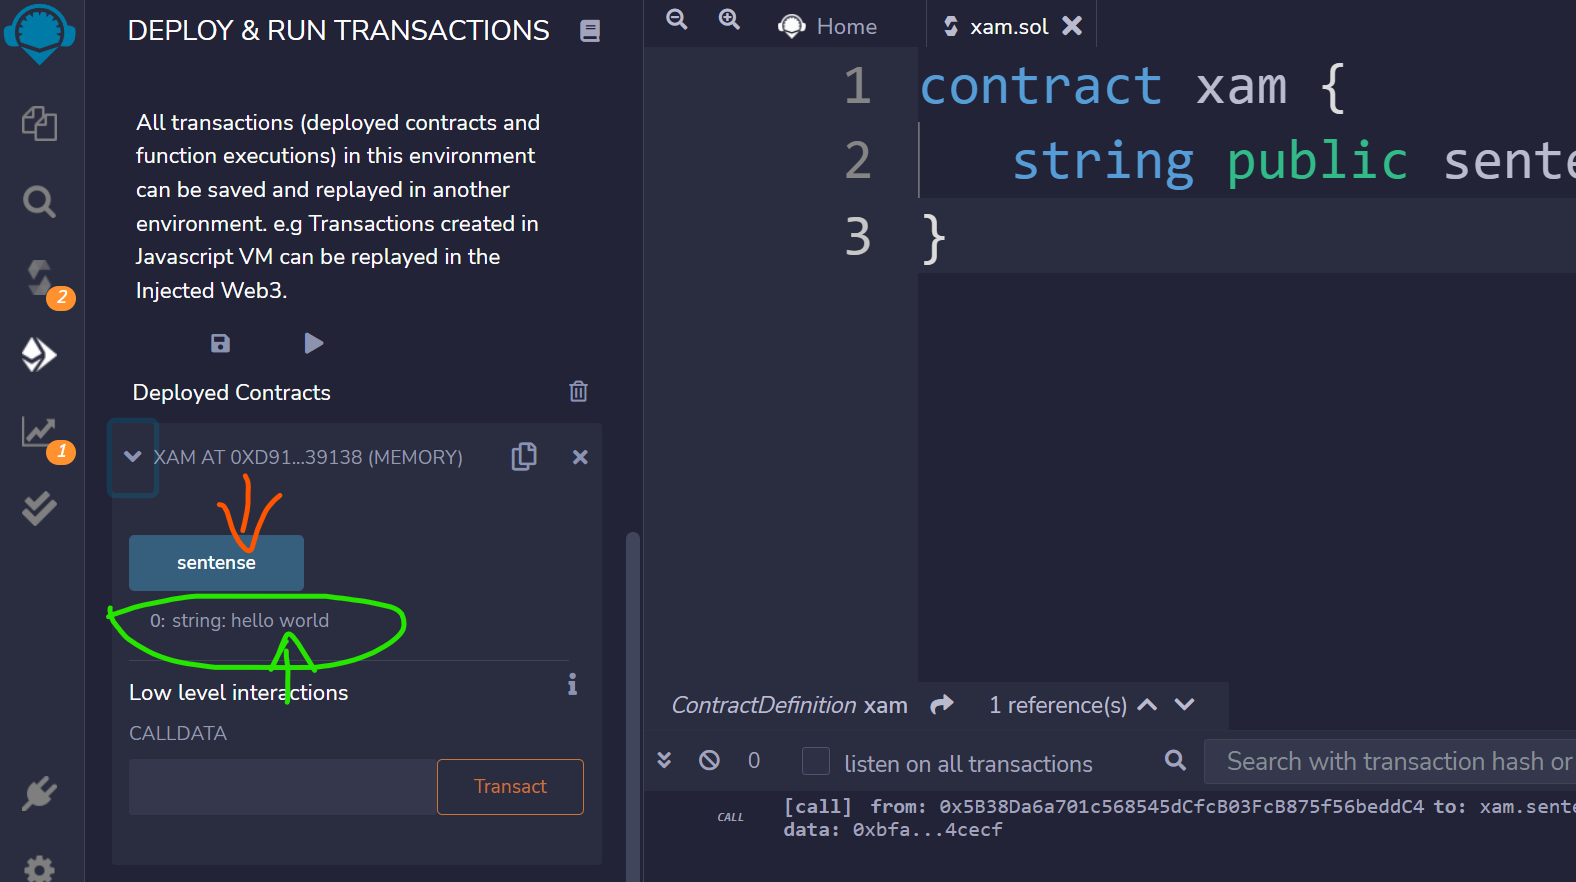 DEPLOY & RUN TRANSACTIONS
All transactions (deployed contracts and
function executions) in this environment
can be saved and replayed in another
environment. e.g Transactions created in
Javascript VM can be replayed in the
Injected Web3.
2
1
Deployed Contracts
XAM AT 0XD91...39138 (MEMORY)
sentense
0: string: hello world
Low level interactions
i
CALLDATA
Transact
Home
xam.sol
1 contract xam {
2 string public sente
3 }
ContractDefinition xam 1 reference(s)
0 listen on all transactions Search with transaction hash or
CALL [call] from: 0x5B38Da6a701c568545dCfcB03FcB875f56beddC4 to: xam.sente
data: 0xbfa...4cecf